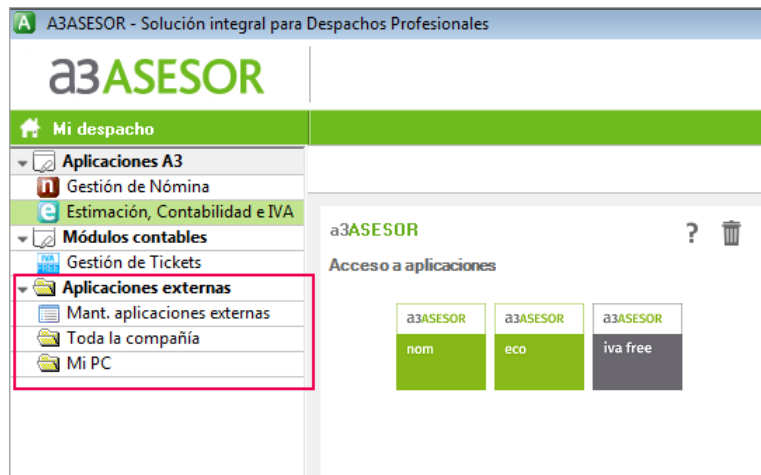 A3ASESOR - Solución integral para Despachos Profesionales
a3ASESOR
Mi despacho
Aplicaciones A3
Gestión de Nómina
Estimación, Contabilidad e IVA
Módulos contables
Gestión de Tickets
Aplicaciones externas
Mant. aplicaciones externas
Toda la compañía
Mi PC
a3ASESOR
?
Acceso a aplicaciones
a3ASESOR
nom
a3ASESOR
eco
a3ASESOR
iva free